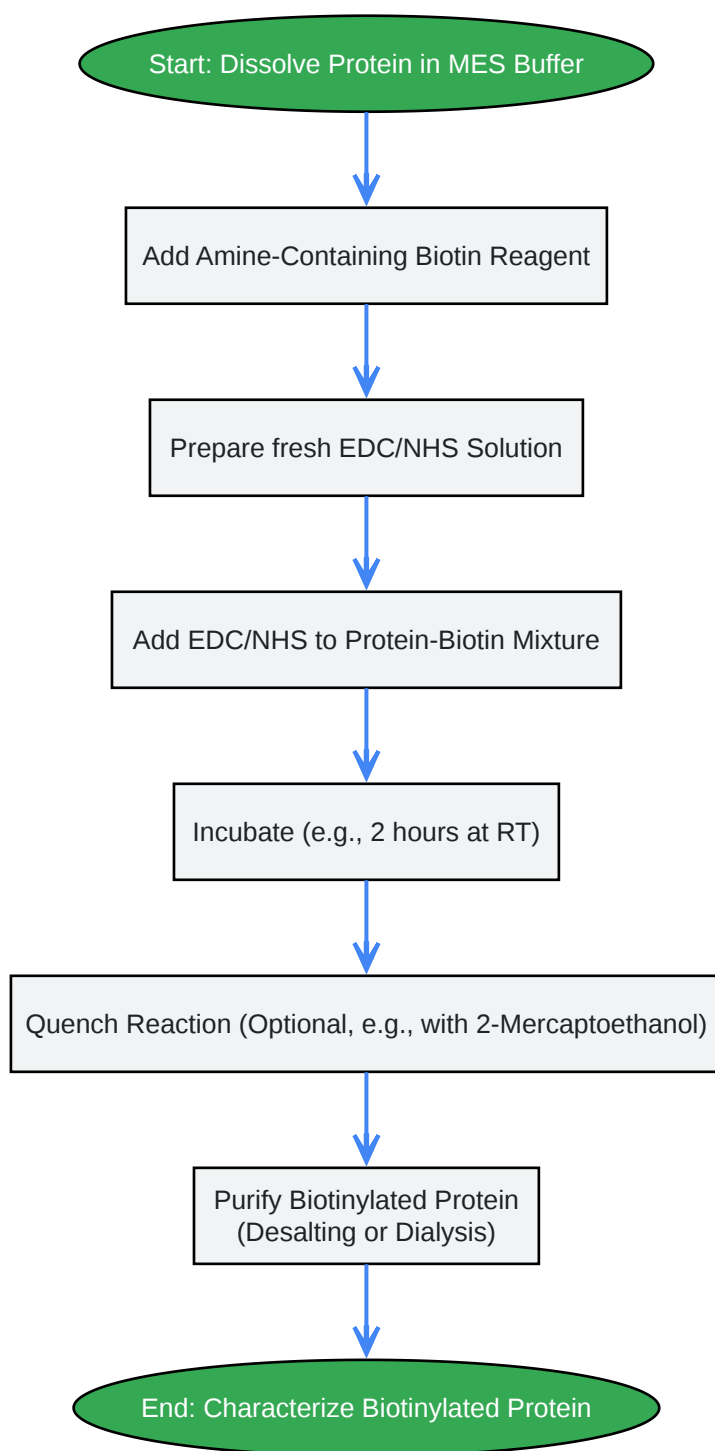 Start: Dissolve Protein in MES Buffer
Add Amine-Containing Biotin Reagent
Prepare fresh EDC/NHS Solution
Add EDC/NHS to Protein-Biotin Mixture
Incubate (e.g., 2 hours at RT)
Quench Reaction (Optional, e.g., with 2-Mercaptoethanol)
Purify Biotinylated Protein
(Desalting or Dialysis)
End: Characterize Biotinylated Protein